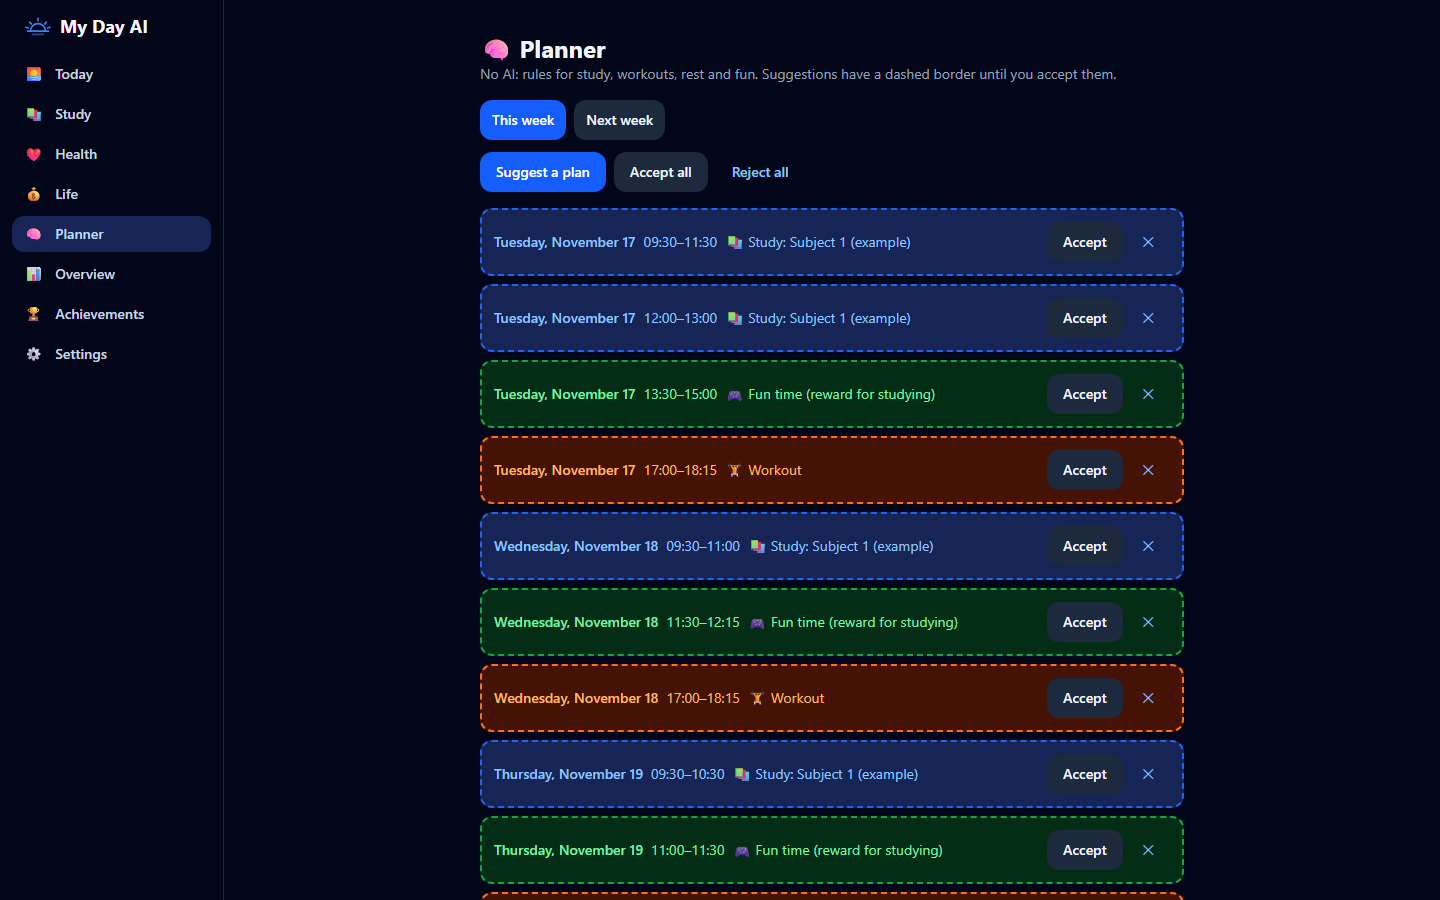 My Day AI
Today
Study
Health
Life
Planner
Overview
Achievements
Settings
Planner
No AI: rules for study, workouts, rest and fun. Suggestions have a dashed border until you accept them.
This week Next week
Suggest a plan Accept all Reject all
Tuesday, November 17 09:30–11:30 Study: Subject 1 (example) Accept ×
Tuesday, November 17 12:00–13:00 Study: Subject 1 (example) Accept ×
Tuesday, November 17 13:30–15:00 Fun time (reward for studying) Accept ×
Tuesday, November 17 17:00–18:15 Workout Accept ×
Wednesday, November 18 09:30–11:00 Study: Subject 1 (example) Accept ×
Wednesday, November 18 11:30–12:15 Fun time (reward for studying) Accept ×
Wednesday, November 18 17:00–18:15 Workout Accept ×
Thursday, November 19 09:30–10:30 Study: Subject 1 (example) Accept ×
Thursday, November 19 11:00–11:30 Fun time (reward for studying) Accept ×